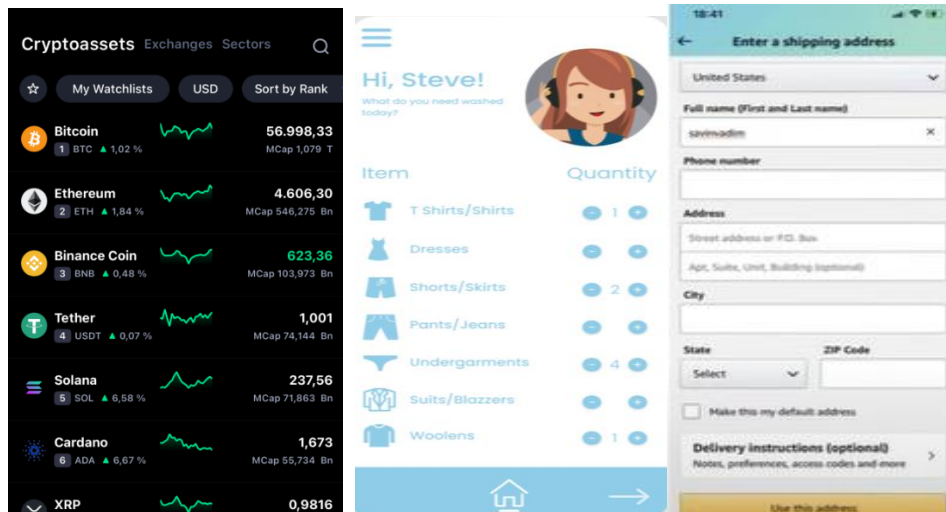 Cryptoassets Exchanges Sectors
My Watchlists USD Sort by Rank
Bitcoin 56.998,33
1 BTC ▲ 1,02 % MCap 1,079 T
Ethereum 4.606,30
2 ETH ▲ 1,84 % MCap 546,275 Bn
Binance Coin 623,36
3 BNB ▲ 0,48 % MCap 103,973 Bn
Tether 1,001
4 USDT ▲ 0,07 % MCap 74,144 Bn
Solana 237,56
5 SOL ▲ 6,58 % MCap 71,863 Bn
Cardano 1,673
6 ADA ▲ 6,67 % MCap 55,734 Bn
XRP 0,9816
Hi, Steve!
What do you need washed
today?
Item Quantity
T Shirts/Shirts 1
Dresses
Shorts/Skirts 2
Pants/Jeans
Undergarments 4
Suits/Blazzers
Woolens 1
18:41
Enter a shipping address
United States
Full name (First and Last name)
savinvadim
Phone number
Address
Street address or P.O. Box
Apt, Suite, Unit, Building (optional)
City
State ZIP Code
Select
Make this my default address
Delivery instructions (optional)
Notes, preferences, access codes and more
Use this address